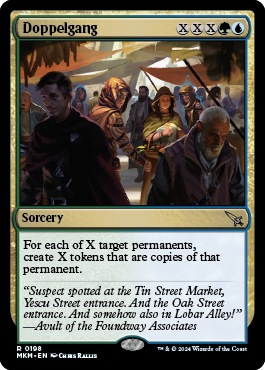 Doppelgang XXX
Sorcery
For each of X target permanents,
create X tokens that are copies of that
permanent.
“Suspect spotted at the Tin Street Market,
Yescu Street entrance. And the Oak Street
entrance. And somehow also in Lobar Alley!”
—Avult of the Foundway Associates
R 0198
MKM • EN Chris Rallis
™ & © 2024 Wizards of the Coast